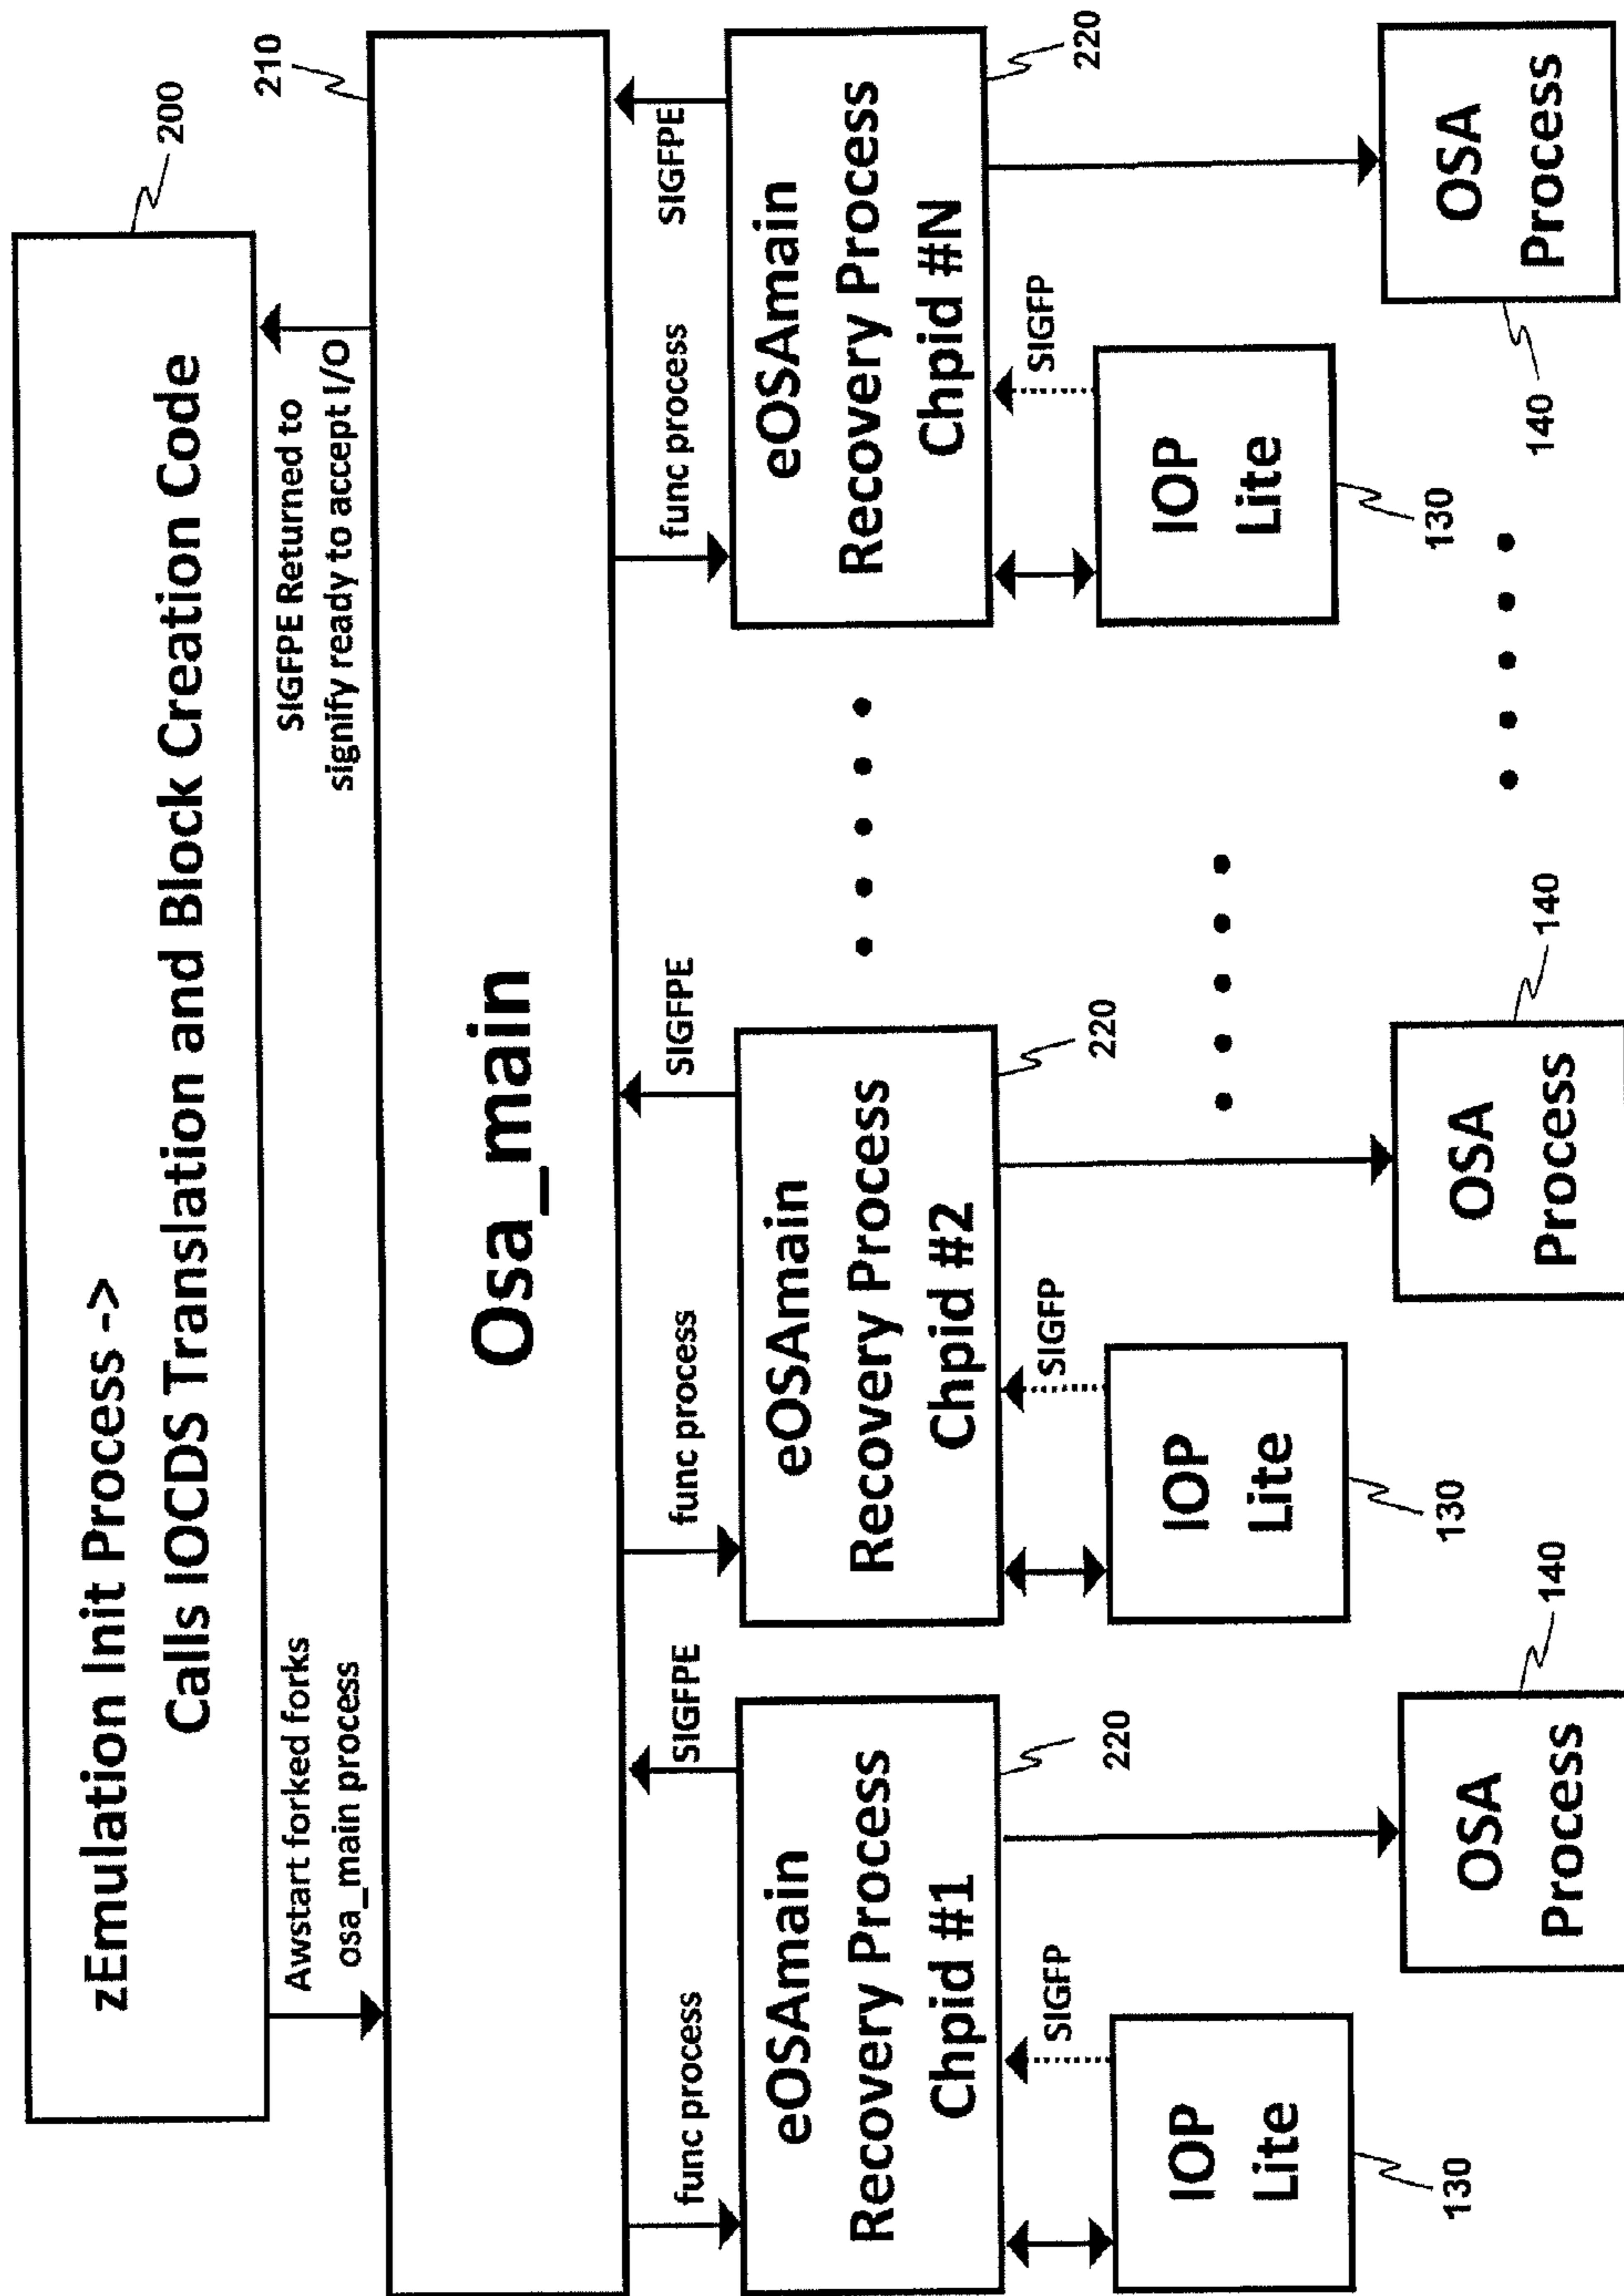 zEmulation Init Process ->
Calls IOCDS Translation and Block Creation Code
200
Awstart forked forks
osa_main process
SIGFPE Returned to
signify ready to accept I/O
210
Osa_main
func process
SIGFPE
func process
SIGFPE
func process
SIGFPE
eOSAmain
Recovery Process
Chpid #1
220
eOSAmain
Recovery Process
Chpid #2
220
eOSAmain
Recovery Process
Chpid #N
220
SIGFP
SIGFP
SIGFP
IOP
Lite
130
IOP
Lite
130
IOP
Lite
130
OSA
Process
140
OSA
Process
140
OSA
Process
140